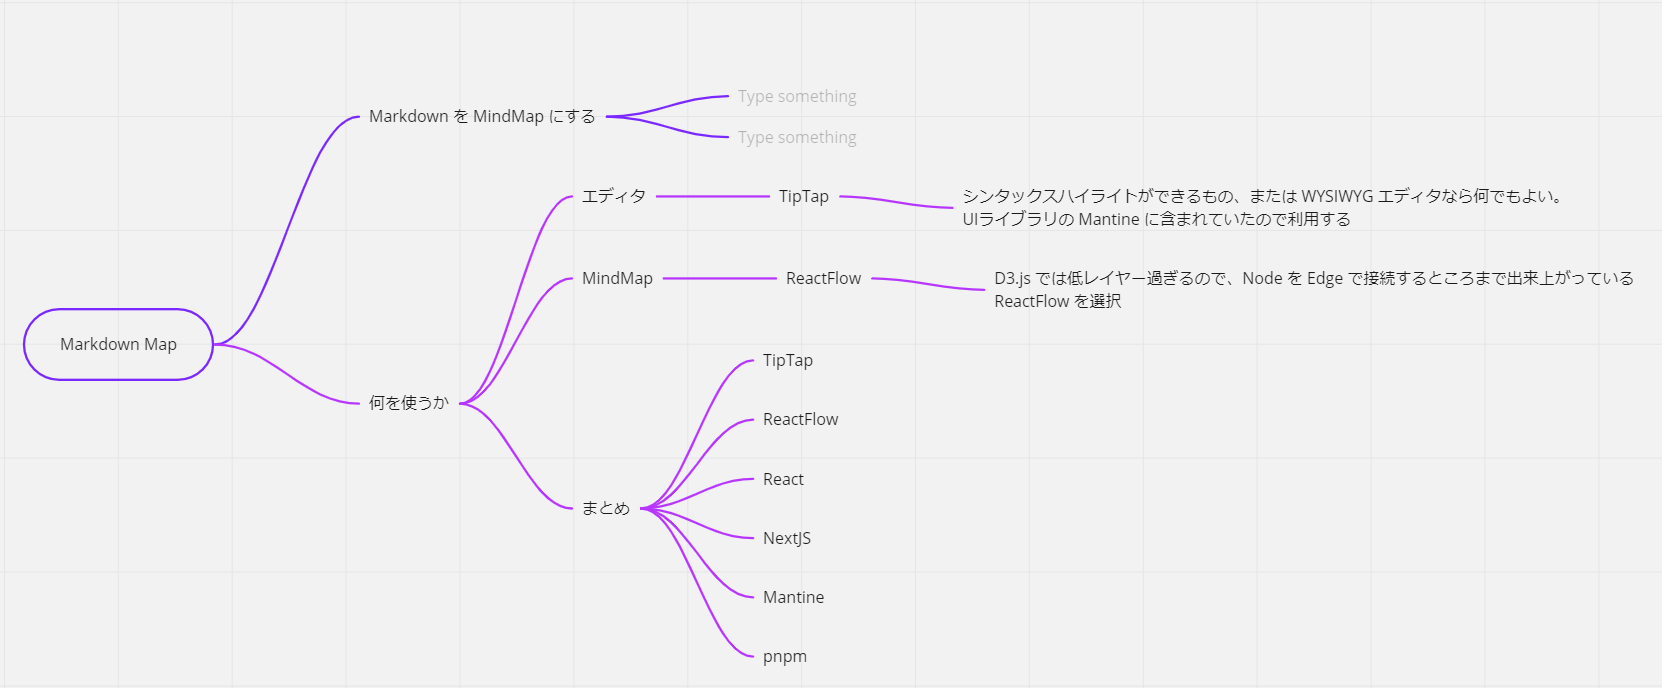 Markdown Map
Markdown を MindMap にする
Type something
Type something
何を使うか
エディタ
TipTap
シンタックスハイライトができるもの、または WYSIWYG エディタなら何でもよい。
UIライブラリの Mantine に含まれていたので利用する
MindMap
ReactFlow
D3.js では低レイヤー過ぎるので、Node を Edge で接続するところまで出来上がっている
ReactFlow を選択
まとめ
TipTap
ReactFlow
React
NextJS
Mantine
pnpm